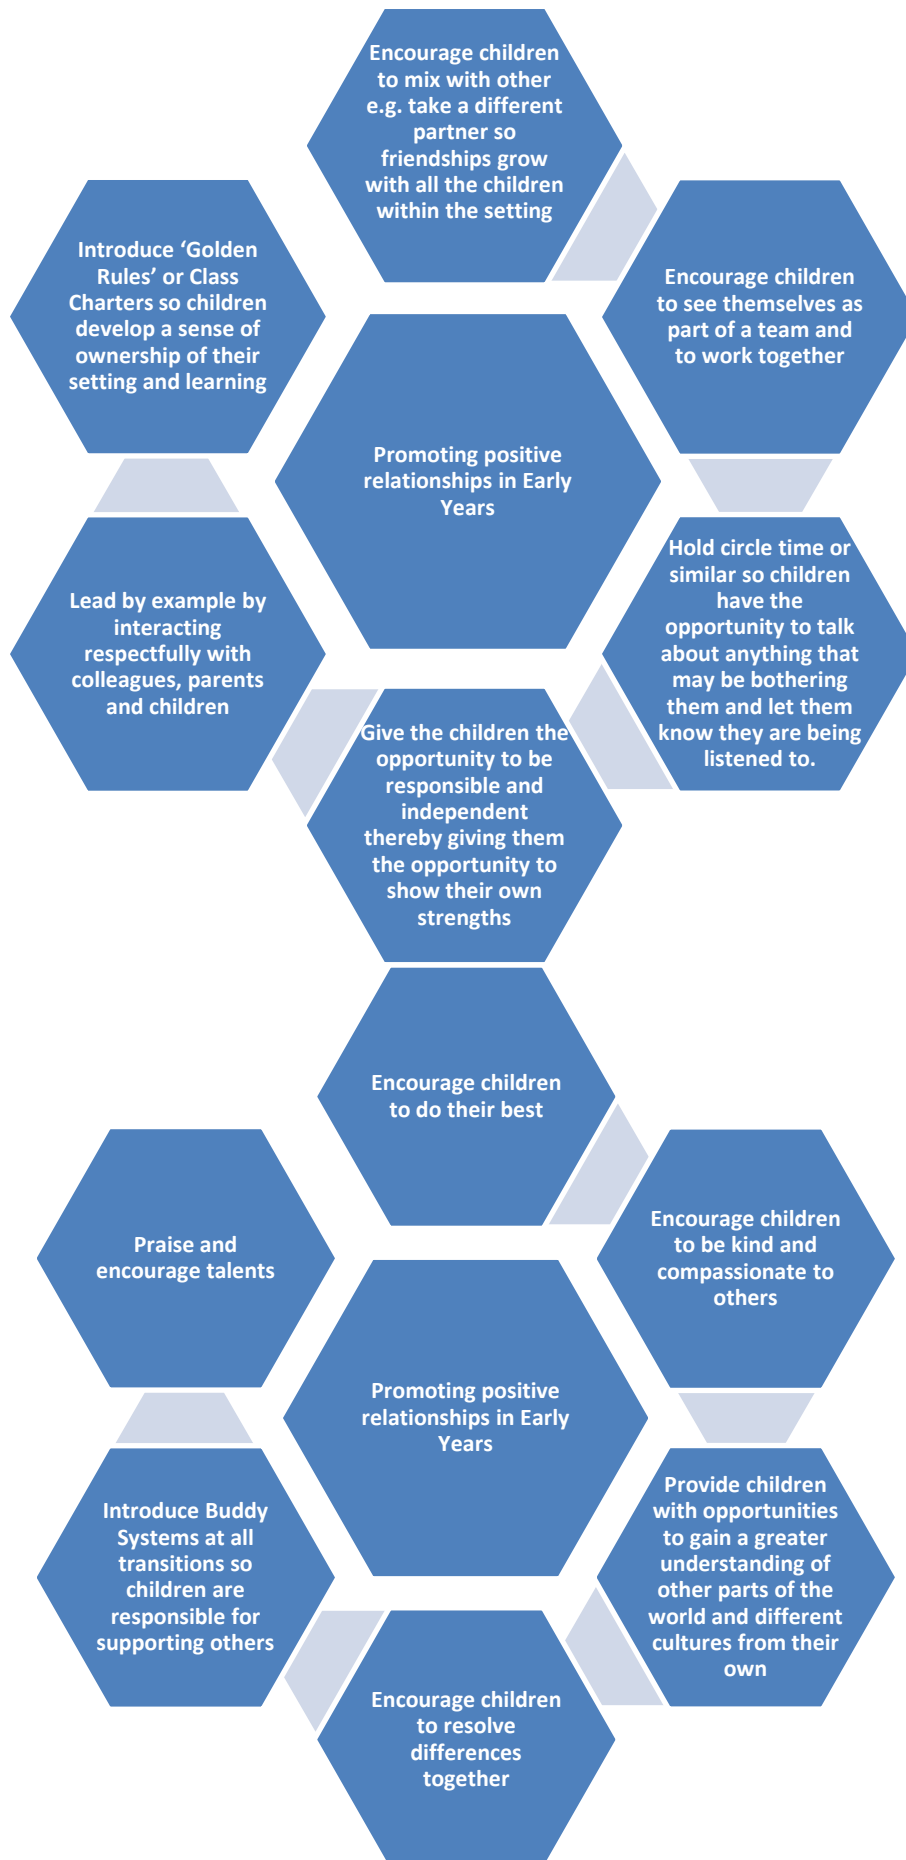 Encourage children
to mix with other
e.g. take a different
partner so
friendships grow
with all the children
within the setting
Introduce ‘Golden
Rules’ or Class
Charters so children
develop a sense of
ownership of their
setting and learning
Encourage children
to see themselves as
part of a team and
to work together
Promoting positive
relationships in Early
Years
Lead by example by
interacting
respectfully with
colleagues, parents
and children
Hold circle time or
similar so children
have the
opportunity to talk
about anything that
may be bothering
them and let them
know they are being
listened to.
Give the children the
opportunity to be
responsible and
independent
thereby giving them
the opportunity to
show their own
strengths
Encourage children
to do their best
Praise and
encourage talents
Encourage children
to be kind and
compassionate to
others
Promoting positive
relationships in Early
Years
Introduce Buddy
Systems at all
transitions so
children are
responsible for
supporting others
Provide children
with opportunities
to gain a greater
understanding of
other parts of the
world and different
cultures from their
own
Encourage children
to resolve
differences
together